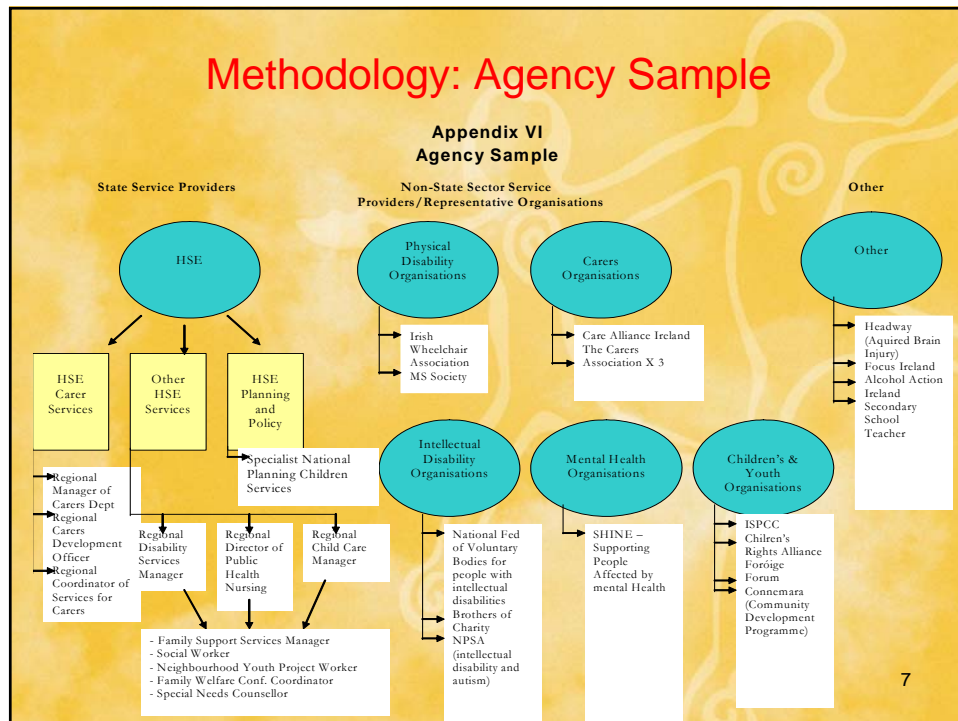 Methodology: Agency Sample
Appendix VI
Agency Sample
State Service Providers
Non-State Sector Service
Providers/Representative Organisations
Other
HSE
Physical
Disability
Organisations
Carers
Organisations
Other
HSE
Carer
Services
Other
HSE
Services
HSE
Planning
and
Policy
Irish
Wheelchair
Association
MS Society
Care Alliance Ireland
The Carers
Association X 3
Headway
(Aquired Brain
Injury)
Focus Ireland
Alcohol Action
Ireland
Secondary
School
Teacher
Specialist National
Planning Children
Services
Regional
Manager of
Carers Dept
Regional
Carers
Development
Officer
Regional
Coordinator of
Services for
Carers
Regional
Disability
Services
Manager
Regional
Director of
Public
Health
Nursing
Regional
Child Care
Manager
- Family Support Services Manager
- Social Worker
- Neighbourhood Youth Project Worker
- Family Welfare Conf. Coordinator
- Special Needs Counsellor
Intellectual
Disability
Organisations
Mental Health
Organisations
Children's &
Youth
Organisations
National Fed
of Voluntary
Bodies for
people with
intellectual
disabilities
Brothers of
Charity
NPSA
(intellectual
disability and
autism)
SHINE –
Supporting
People
Affected by
mental Health
ISPCC
Chilren's
Rights Alliance
Foróige
Forum
Connemara
(Community
Development
Programme)
7